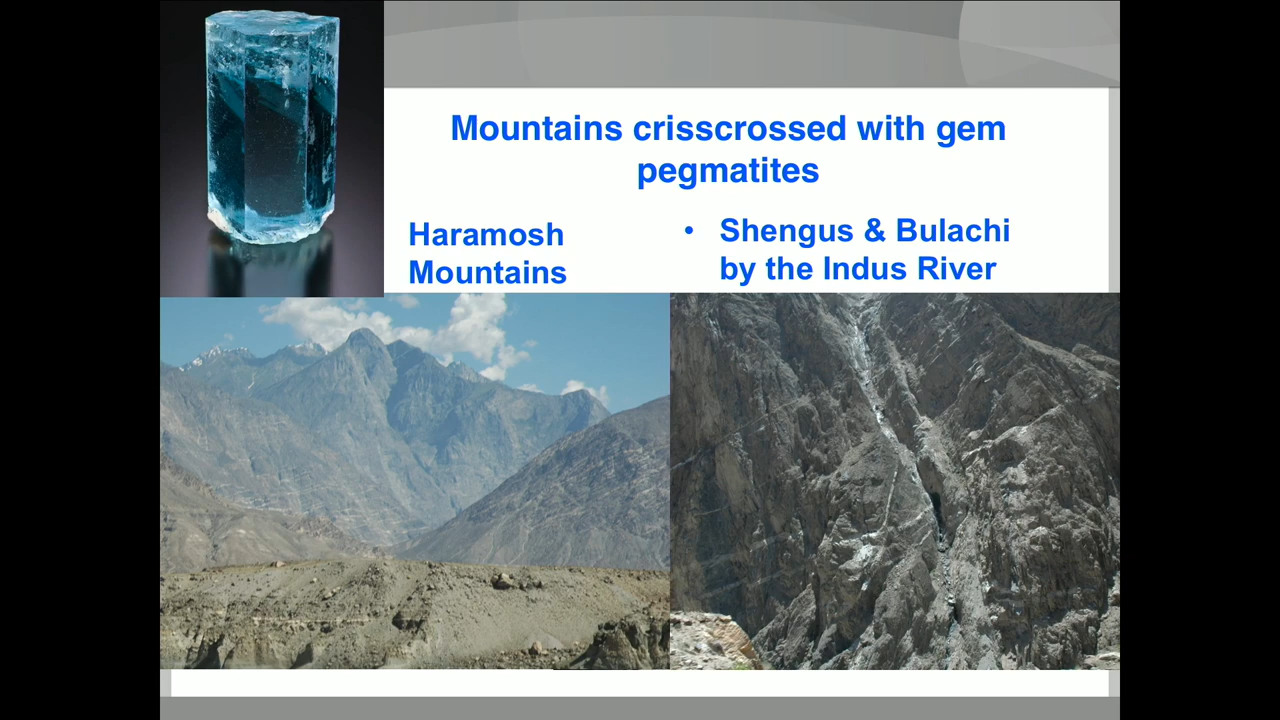 Mountains crisscrossed with gem
pegmatites
Haramosh
Mountains
• Shengus & Bulachi
by the Indus River